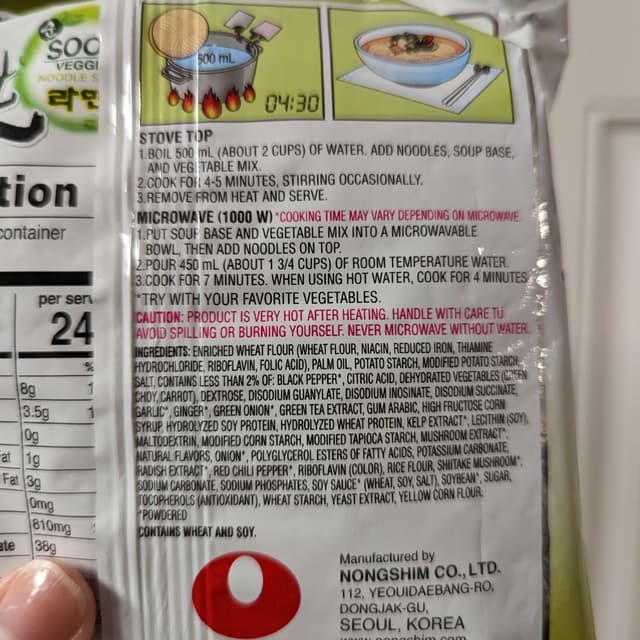 SOO
VEGG
NOODLE S
라면
tion
container
per serv
24
%
8g 1
3.5g 1
0g
Fat 1g
Fat 3g
0mg
810mg
ate 38g
500 mL
04:30
STOVE TOP
1.BOIL 500 mL (ABOUT 2 CUPS) OF WATER. ADD NOODLES, SOUP BASE,
AND VEGETABLE MIX.
2.COOK FOR 4-5 MINUTES, STIRRING OCCASIONALLY.
3.REMOVE FROM HEAT AND SERVE.
MICROWAVE (1000 W) *COOKING TIME MAY VARY DEPENDING ON MICROWAVE.
1.PUT SOUP BASE AND VEGETABLE MIX INTO A MICROWAVABLE
BOWL, THEN ADD NOODLES ON TOP.
2.POUR 450 mL (ABOUT 1 3/4 CUPS) OF ROOM TEMPERATURE WATER.
3.COOK FOR 7 MINUTES. WHEN USING HOT WATER, COOK FOR 4 MINUTES
*TRY WITH YOUR FAVORITE VEGETABLES.
CAUTION: PRODUCT IS VERY HOT AFTER HEATING. HANDLE WITH CARE TO
AVOID SPILLING OR BURNING YOURSELF. NEVER MICROWAVE WITHOUT WATER.
INGREDIENTS: ENRICHED WHEAT FLOUR (WHEAT FLOUR, NIACIN, REDUCED IRON, THIAMINE
HYDROCHLORIDE, RIBOFLAVIN, FOLIC ACID), PALM OIL, POTATO STARCH, MODIFIED POTATO STARCH,
SALT, CONTAINS LESS THAN 2% OF: BLACK PEPPER*, CITRIC ACID, DEHYDRATED VEGETABLES (GREEN
CHOY, CARROT), DEXTROSE, DISODIUM GUANYLATE, DISODIUM INOSINATE, DISODIUM SUCCINATE,
GARLIC*, GINGER*, GREEN ONION*, GREEN TEA EXTRACT, GUM ARABIC, HIGH FRUCTOSE CORN
SYRUP, HYDROLYZED SOY PROTEIN, HYDROLYZED WHEAT PROTEIN, KELP EXTRACT*, LECITHIN (SOY),
MALTODEXTRIN, MODIFIED CORN STARCH, MODIFIED TAPIOCA STARCH, MUSHROOM EXTRACT*,
NATURAL FLAVORS, ONION*, POLYGLYCEROL ESTERS OF FATTY ACIDS, POTASSIUM CARBONATE,
RADISH EXTRACT*, RED CHILI PEPPER*, RIBOFLAVIN (COLOR), RICE FLOUR, SHIITAKE MUSHROOM*,
SODIUM CARBONATE, SODIUM PHOSPHATES, SOY SAUCE* (WHEAT, SOY, SALT), SOYBEAN*, SUGAR,
TOCOPHEROLS (ANTIOXIDANT), WHEAT STARCH, YEAST EXTRACT, YELLOW CORN FLOUR.
*POWDERED
CONTAINS WHEAT AND SOY.
Manufactured by
NONGSHIM CO., LTD.
112, YEOUIDAEBANG-RO,
DONGJAK-GU,
SEOUL, KOREA
www.nongshim.com